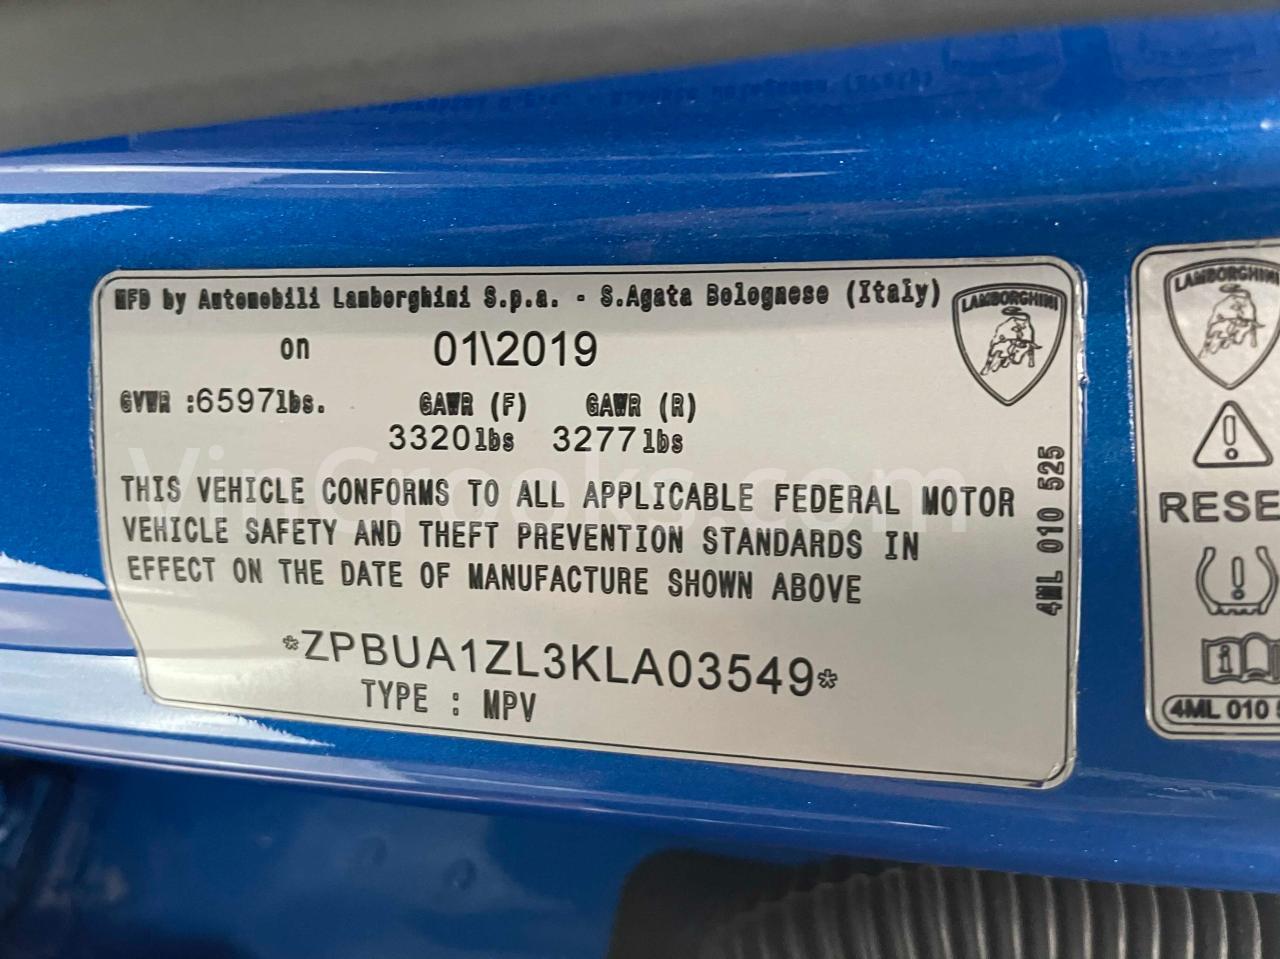 MFD by Automobili Lamborghini S.p.a. - S.Agata Bolognese (Italy)
on 01\2019
GVWR :6597lbs. GAWR (F) GAWR (R)
3320lbs 3277lbs
THIS VEHICLE CONFORMS TO ALL APPLICABLE FEDERAL MOTOR
VEHICLE SAFETY AND THEFT PREVENTION STANDARDS IN
EFFECT ON THE DATE OF MANUFACTURE SHOWN ABOVE
*ZPBUA1ZL3KLA03549*
TYPE : MPV
LAMBORGHINI
4ML 010 525
VinCrooks.com
LAMBORGHINI
RESE
4ML 010 5